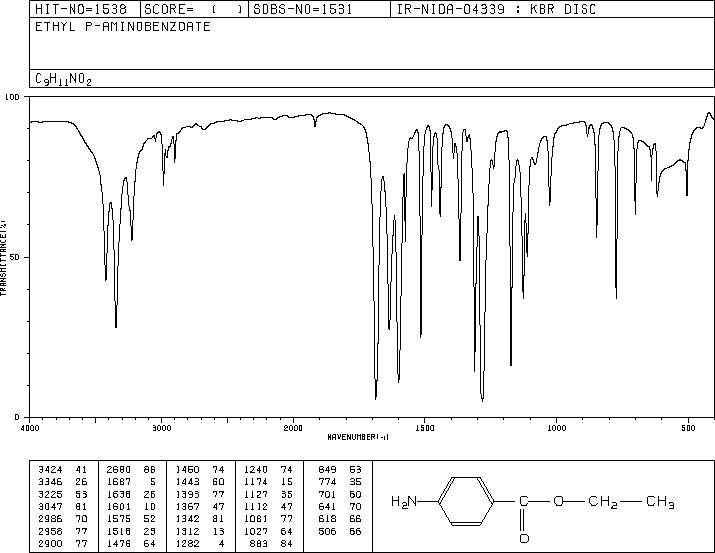 HIT-NO=1538 SCORE= ( ) SDBS-NO=1531 IR-NIDA-04339 : KBR DISC
ETHYL P-AMINOBENZOATE
C9H11NO2
100
50
0
TRANSMITTANCE(%)
4000 3000 2000 1500 1000 500
WAVENUMBER(-1)
3424 41 2680 86 1460 74 1240 74 849 53
3346 26 1687 5 1443 60 1174 15 774 35
3225 53 1638 26 1393 77 1127 35 701 60
3047 81 1601 10 1367 47 1112 47 641 70
2986 70 1575 52 1342 81 1081 77 618 66
2958 77 1518 23 1312 13 1027 64 506 66
2900 77 1476 64 1282 4 883 84
H2N C O CH2 CH3
O